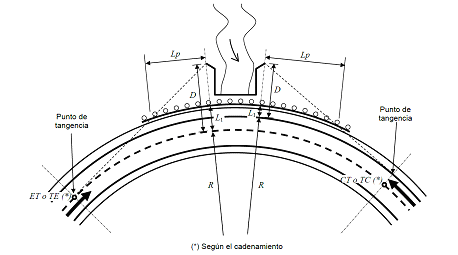 Lp
Lp
D
D
L₁
L₁
Punto de
tangencia
Punto de
tangencia
R
R
ET o TE (*)
CT o TC (*)
(*) Según el cadenamiento